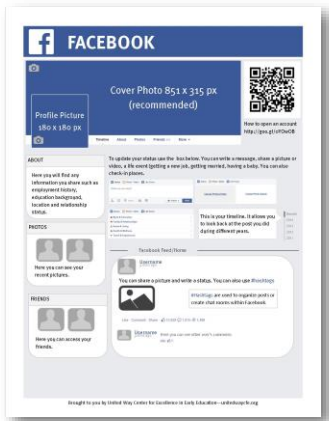 FACEBOOK
Cover Photo 851 x 315 px
(recommended)
Profile Picture
180 x 180 px
How to open an account
Timeline About Photos Friends More
ABOUT
Here you will find any
information you share such as
employment history,
education background,
location and relationship
status.
To update your status use the box below. You can write a message, share a picture or
video, a life event (getting a new job, getting married, having a baby. You can also
check-in places.
This is your timeline. It allows you
to look back at the post you did
during different years.
PHOTOS
Here you can see your
recent pictures.
Facebook Feed/Home
Username
You can share a picture and write a status. You can also use #hashtags
#Hashtags are used to organize posts or
create chat rooms within Facebook
Like Comment Share
Username
Here you can see other user's comments
FRIENDS
Here you can access your
friends.
Brought to you by United Way Center for Excellence in Early Education - unitedwaycfe.org